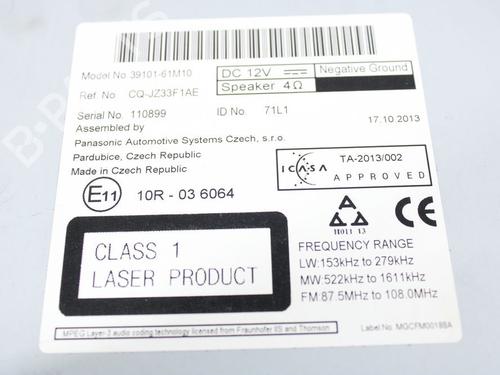 Model No. 39101-61M10
DC 12V
Negative Ground
Ref. No. CQ-JZ33F1AE
Speaker 4Ω
Serial No. 110899
ID No 71L1
17.10.2013
Assembled by
Panasonic Automotive Systems Czech, s.r.o.
Pardubice, Czech Republic
Made in Czech Republic
ICASA
TA-2013/002
APPROVED
E11
10R - 03 6064
CE
CLASS 1
LASER PRODUCT
FREQUENCY RANGE
LW:153kHz to 279kHz
MW:522kHz to 1611kHz
FM:87.5MHz to 108.0MHz
MPEG Layer-3 audio coding technology licensed from Fraunhofer IIS and Thomson
Label No. MGCFM0018BA
B-Parts